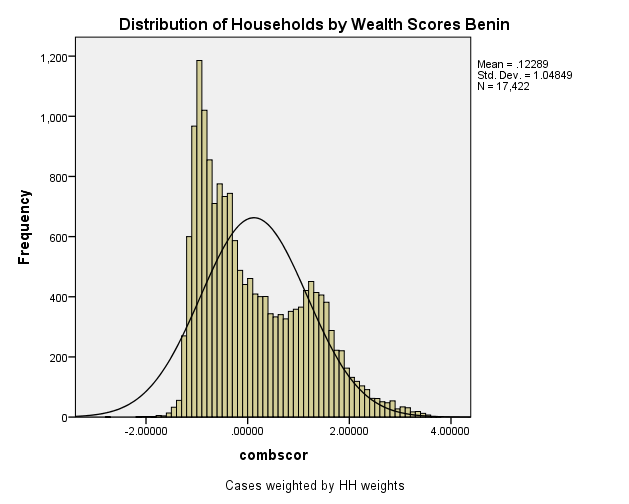 Distribution of Households by Wealth Scores Benin
Mean = .12289
Std. Dev. = 1.04849
N = 17,422
1,200
1,000
800
600
400
200
0
Frequency
-2.00000 .00000 2.00000 4.00000
combscor
Cases weighted by HH weights